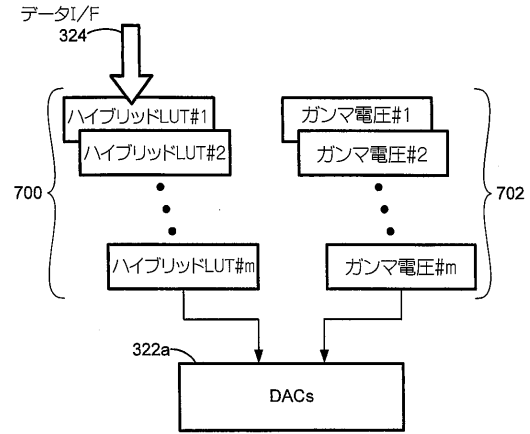 データI/F
324
ハイブリッドLUT#1
ガンマ電圧#1
ハイブリッドLUT#2
ガンマ電圧#2
700
702
ハイブリッドLUT#m
ガンマ電圧#m
322a
DACs